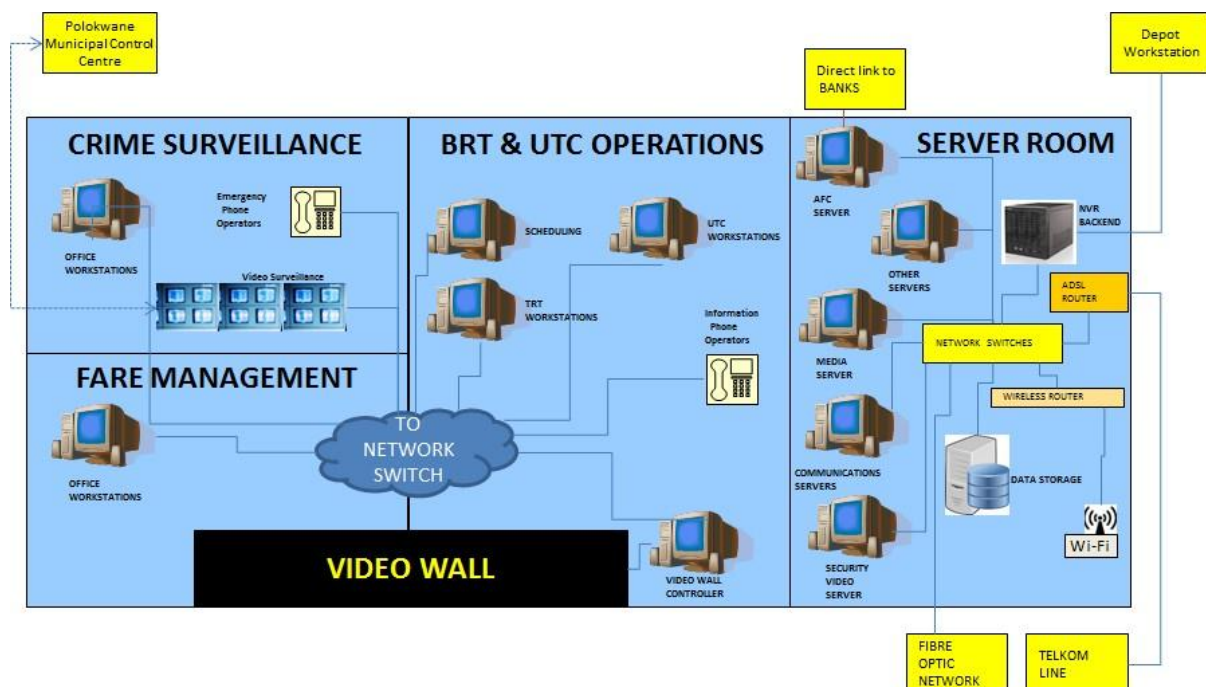 Polokwane
Municipal Control
Centre
Depot
Workstation
Direct link to
BANKS
CRIME SURVEILLANCE
BRT & UTC OPERATIONS
SERVER ROOM
Emergency
Phone
Operators
OFFICE
WORKSTATIONS
Video Surveillance
SCHEDULING
UTC
WORKSTATIONS
TRT
WORKSTATIONS
Information
Phone
Operators
AFC
SERVER
NVR
BACKEND
OTHER
SERVERS
ADSL
ROUTER
MEDIA
SERVER
NETWORK SWITCHES
WIRELESS ROUTER
COMMUNICATIONS
SERVERS
DATA STORAGE
Wi-Fi
SECURITY
VIDEO
SERVER
FARE MANAGEMENT
OFFICE
WORKSTATIONS
TO
NETWORK
SWITCH
VIDEO WALL
VIDEO WALL
CONTROLLER
FIBRE
OPTIC
NETWORK
TELKOM
LINE